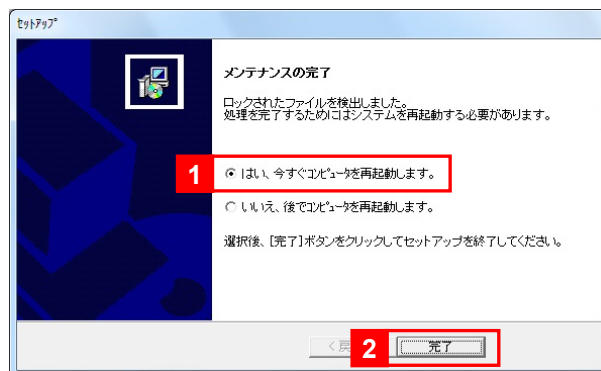 セットアップ
メンテナンスの完了
ロックされたファイルを検出しました。
処理を完了するためにはシステムを再起動する必要があります。
1
はい、今すぐコンピュータを再起動します。
いいえ、後でコンピュータを再起動します。
選択後、[完了]ボタンをクリックしてセットアップを終了してください。
< 戻
2
完了